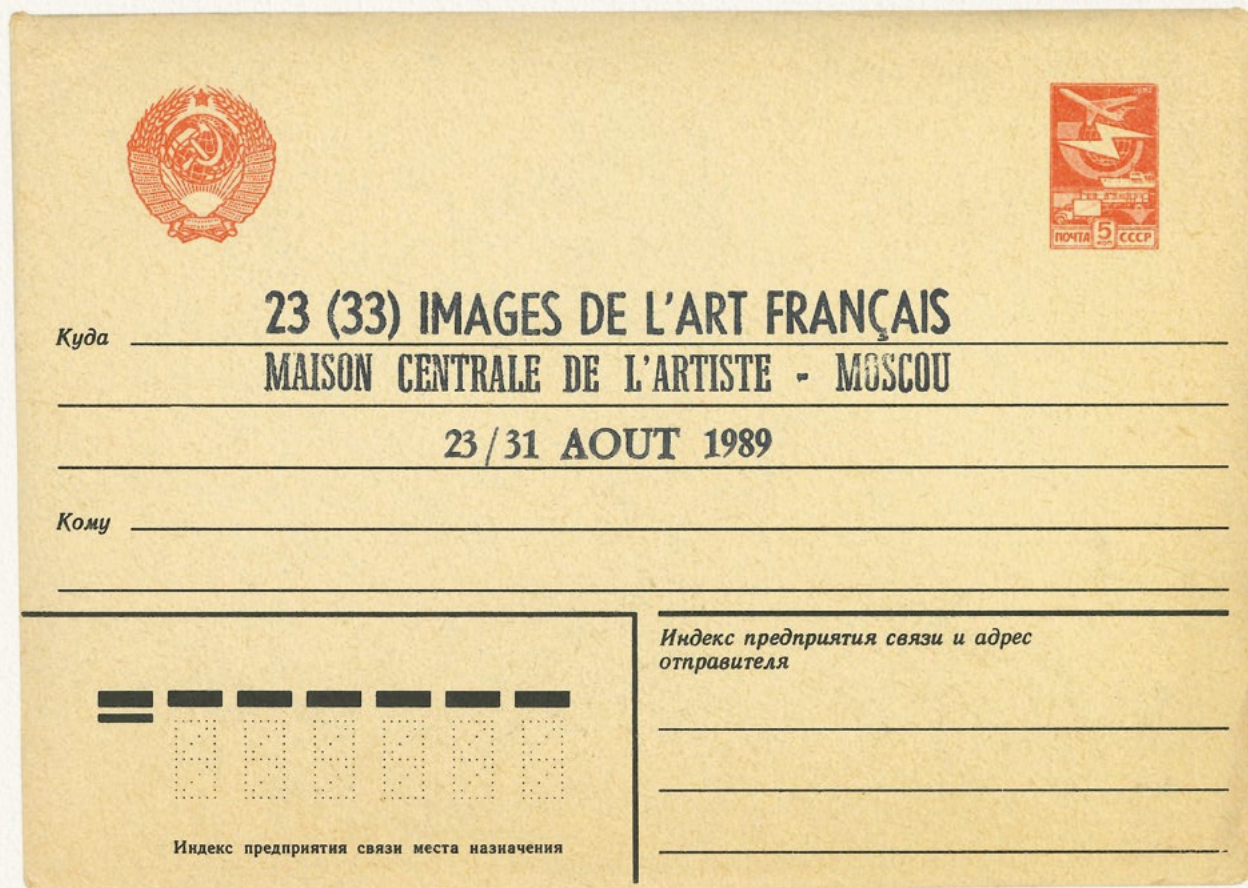 ПОЧТА 5 СССР
23 (33) IMAGES DE L'ART FRANÇAIS
Куда
MAISON CENTRALE DE L'ARTISTE - MOSCOU
23/31 AOUT 1989
Кому
Индекс предприятия связи и адрес
отправителя
Индекс предприятия связи места назначения